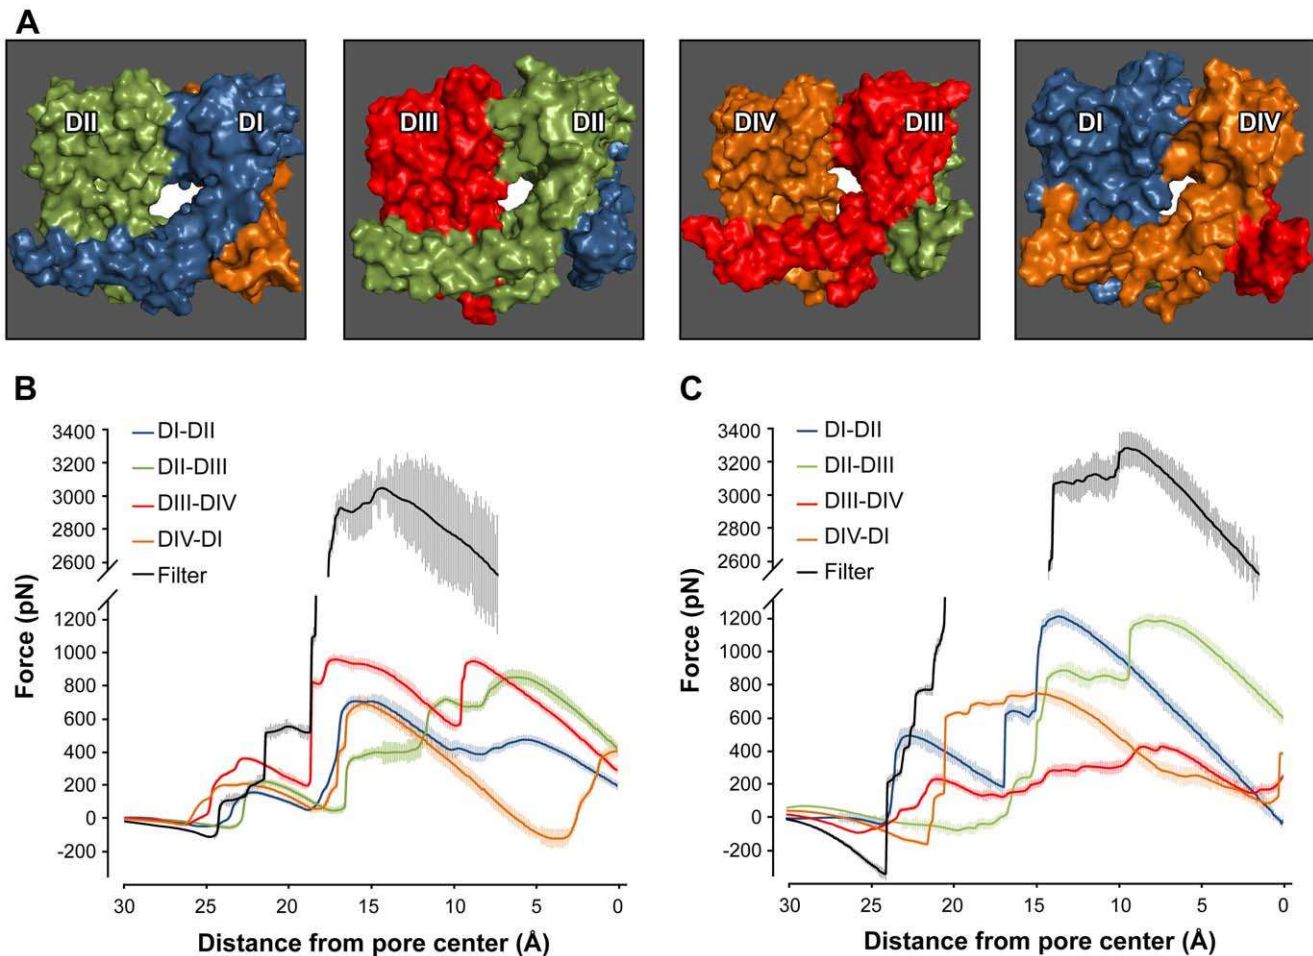 A
DII DI
DIII DII
DIV DIII
DI DIV
B
3400
3200
3000
2800
2600
1200
1000
800
600
400
200
0
-200
Force (pN)
DI-DII
DII-DIII
DIII-DIV
DIV-DI
Filter
30 25 20 15 10 5 0
Distance from pore center (Å)
C
3400
3200
3000
2800
2600
1200
1000
800
600
400
200
0
-200
Force (pN)
DI-DII
DII-DIII
DIII-DIV
DIV-DI
Filter
30 25 20 15 10 5 0
Distance from pore center (Å)